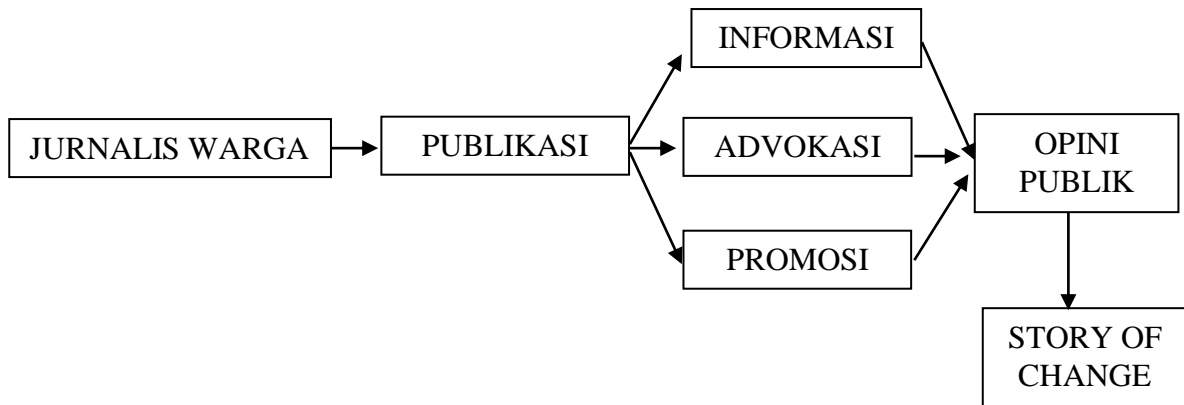 JURNALIS WARGA
PUBLIKASI
INFORMASI
ADVOKASI
PROMOSI
OPINI
PUBLIK
STORY OF
CHANGE